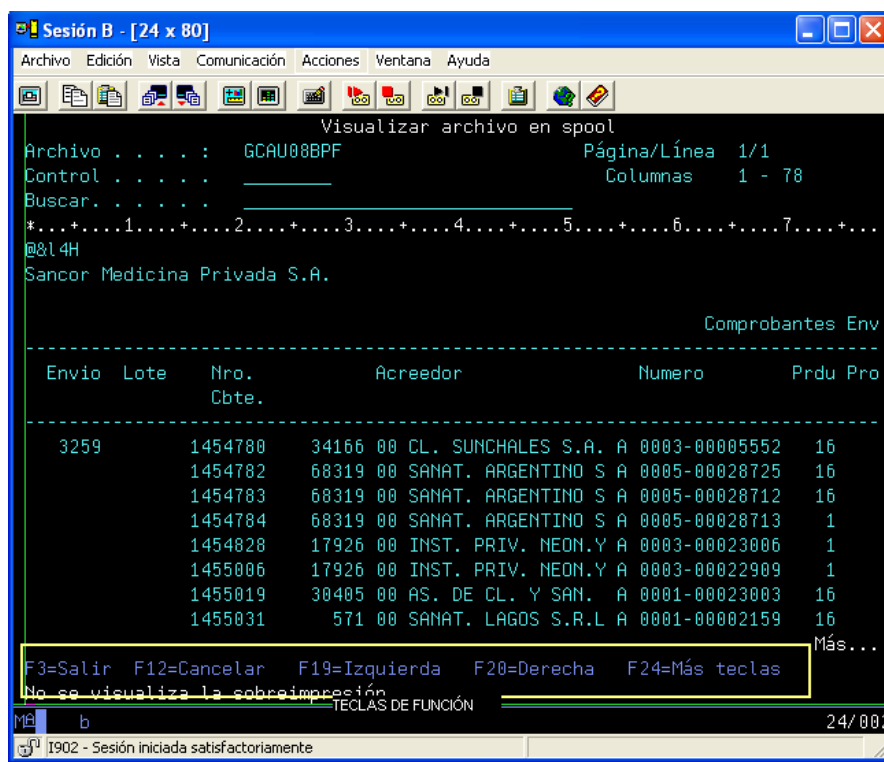 Sesión B - [24 x 80]
Archivo Edición Vista Comunicación Acciones Ventana Ayuda
Visualizar archivo en spool
Archivo . . . . : GCAU08BPF Página/Línea 1/1
Control . . . . . Columnas 1 - 78
Buscar. . . . . .
*...+....1....+....2....+....3....+....4....+....5....+....6....+....7....+...
@&l4H
Sancor Medicina Privada S.A.
Comprobantes Env
Envio Lote Nro. Acreedor Numero Prdu Pro
Cbte.
3259 1454780 34166 00 CL. SUNCHALES S.A. A 0003-00005552 16
1454782 68319 00 SANAT. ARGENTINO S A 0005-00028725 16
1454783 68319 00 SANAT. ARGENTINO S A 0005-00028712 16
1454784 68319 00 SANAT. ARGENTINO S A 0005-00028713 1
1454828 17926 00 INST. PRIV. NEON.Y A 0003-00023006 1
1455006 17926 00 INST. PRIV. NEON.Y A 0003-00022909 1
1455019 30405 00 AS. DE CL. Y SAN. A 0001-00023003 16
1455031 571 00 SANAT. LAGOS S.R.L A 0001-00002159 16
Más...
F3=Salir F12=Cancelar F19=Izquierda F20=Derecha F24=Más teclas
No se visualiza la sobreimpresión
TECLAS DE FUNCIÓN
MA b 24/002
I902 - Sesión iniciada satisfactoriamente